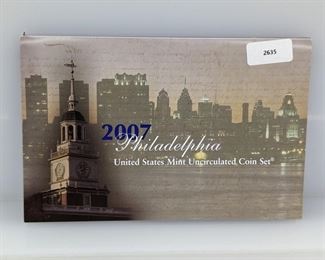 2635
2007
Philadelphia
United States Mint Uncirculated Coin Set®